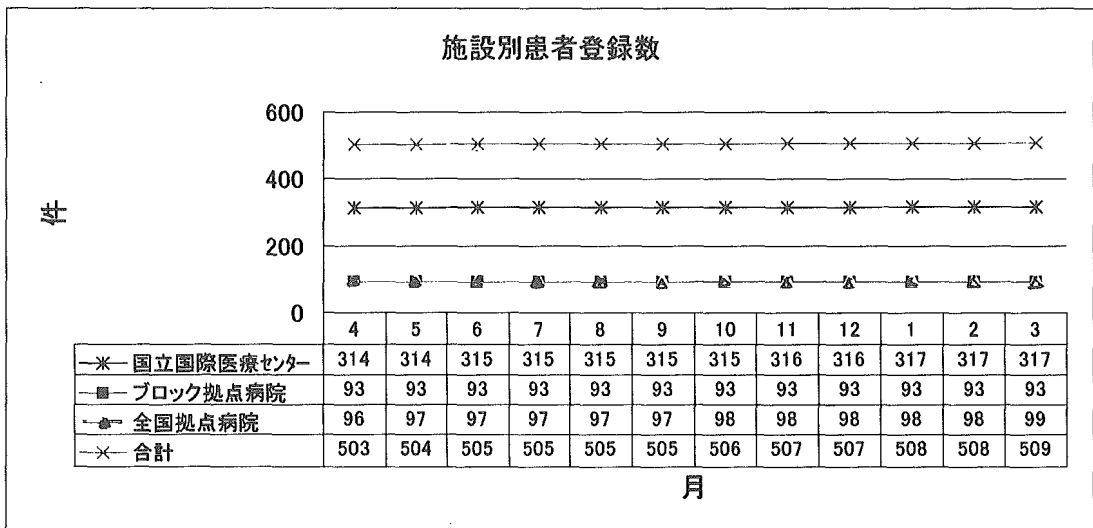 施設別患者登録数
件
600
400
200
0
4 5 6 7 8 9 10 11 12 1 2 3
国立国際医療センター 314 314 315 315 315 315 315 316 316 317 317 317
ブロック拠点病院 93 93 93 93 93 93 93 93 93 93 93 93
全国拠点病院 96 97 97 97 97 97 98 98 98 98 98 99
合計 503 504 505 505 505 505 506 507 507 508 508 509
月